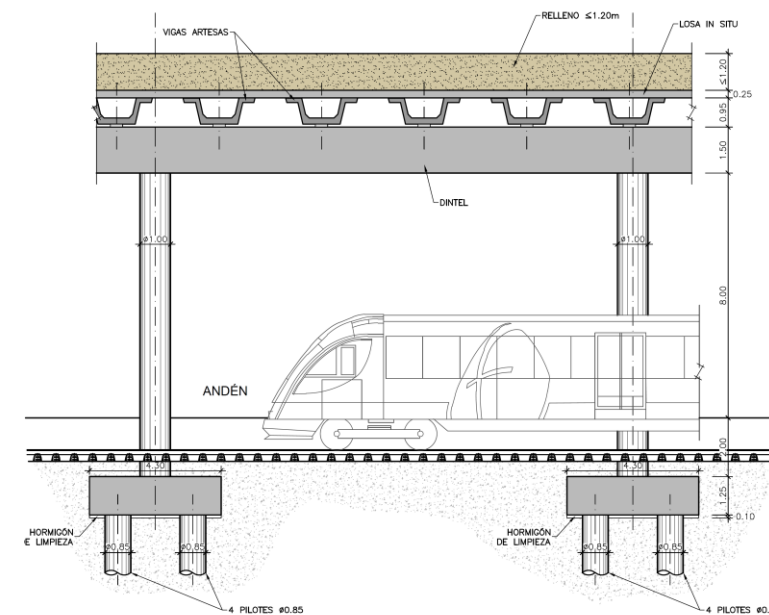 RELLENO ≤1.20m
VIGAS ARTESAS
LOSA IN SITU
≤1.20
0.25
0.95
1.50
DINTEL
ø1.00
ø1.00
8.00
ANDÉN
2.00
4.30
4.30
1.25
0.10
HORMIGÓN
E LIMPIEZA
HORMIGÓN
DE LIMPIEZA
ø0.85
ø0.85
ø0.85
ø0.85
4 PILOTES ø0.85
4 PILOTES ø0.